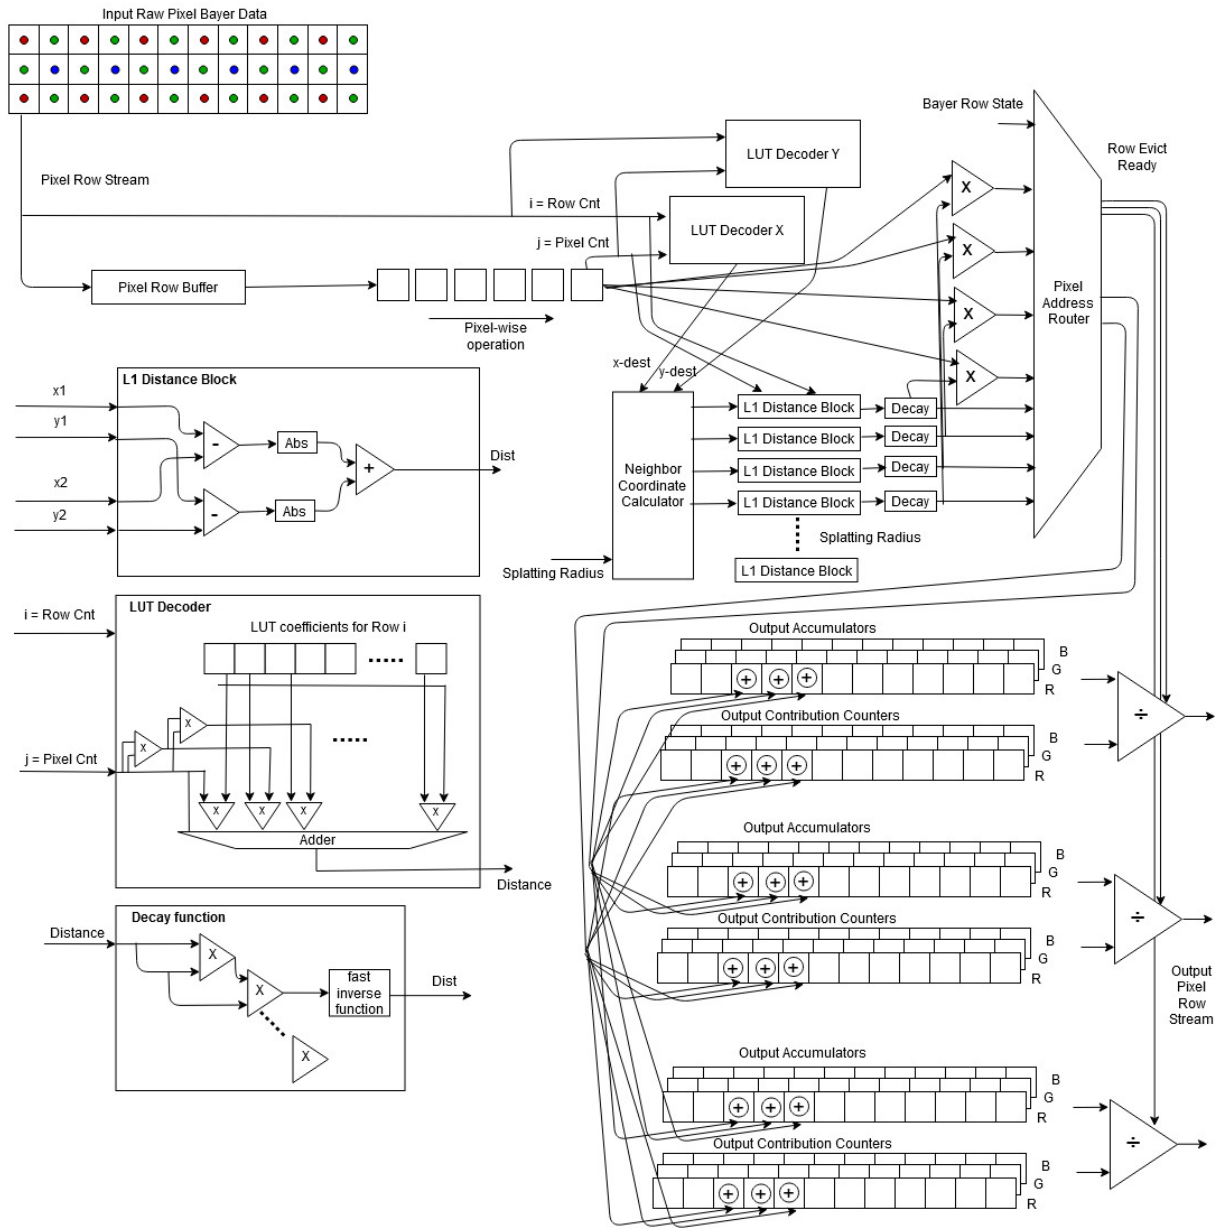 Input Raw Pixel Bayer Data
Bayer Row State
Row Evict
Ready
LUT Decoder Y
X
Pixel Row Stream
i = Row Cnt
LUT Decoder X
j = Pixel Cnt
X
Pixel Row Buffer
Pixel
Address
Router
X
Pixel-wise
operation
x-dest
y-dest
X
L1 Distance Block
x1
y1
-
Abs
+
Dist
x2
y2
-
Abs
L1 Distance Block
Decay
L1 Distance Block
Decay
L1 Distance Block
Decay
L1 Distance Block
Decay
Neighbor
Coordinate
Calculator
Splatting Radius
Splatting Radius
L1 Distance Block
LUT Decoder
i = Row Cnt
LUT coefficients for Row i
.....
X
X
.....
j = Pixel Cnt
X
X
X
X
Adder
Distance
Output Accumulators
B
G
R
+ + +
Output Contribution Counters
B
G
R
+ + +
÷
Output Accumulators
B
G
R
+ + +
Output Contribution Counters
B
G
R
+ + +
÷
Output
Pixel
Row
Stream
Decay function
Distance
X
X
fast
inverse
function
Dist
X
Output Accumulators
B
G
R
+ + +
Output Contribution Counters
B
G
R
+ + +
÷